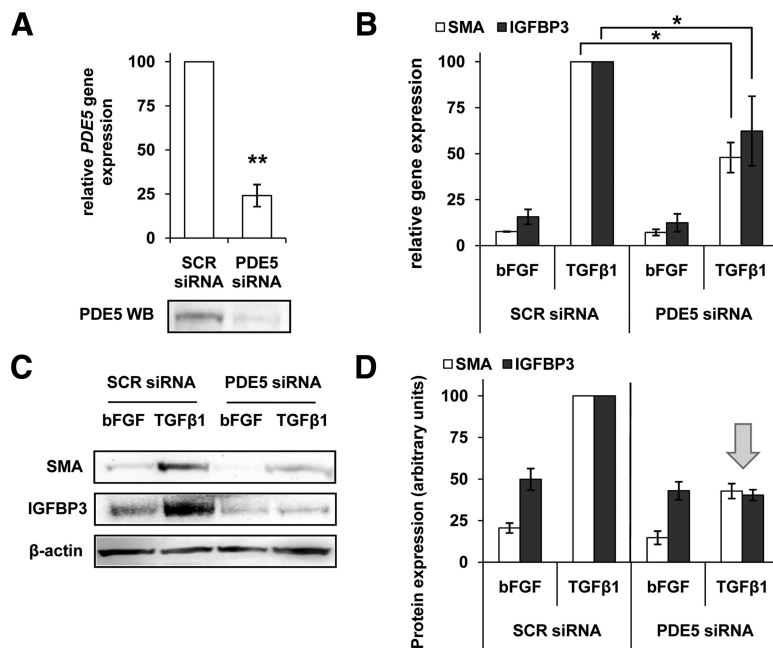 A
relative PDE5 gene
expression
100
75
50
25
0
**
SCR
siRNA
PDE5
siRNA
PDE5 WB
B
SMA
IGFBP3
relative gene expression
100
75
50
25
0
*
*
bFGF
TGFβ1
bFGF
TGFβ1
SCR siRNA
PDE5 siRNA
C
SCR siRNA
PDE5 siRNA
bFGF
TGFβ1
bFGF
TGFβ1
SMA
IGFBP3
β-actin
D
SMA
IGFBP3
Protein expression (arbitrary units)
100
75
50
25
0
bFGF
TGFβ1
bFGF
TGFβ1
SCR siRNA
PDE5 siRNA